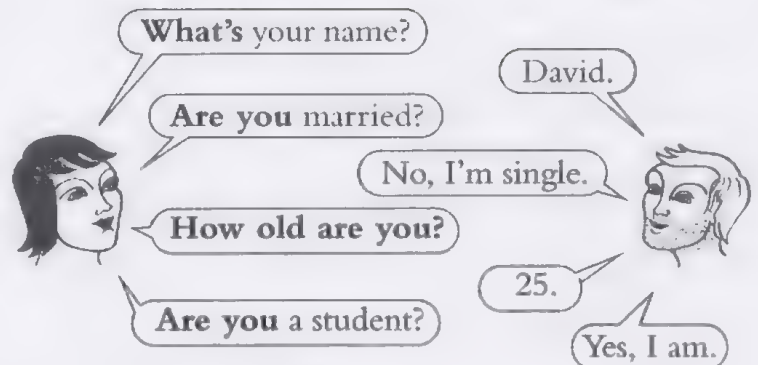 What's your name?
David.
Are you married?
No, I'm single.
How old are you?
25.
Are you a student?
Yes, I am.